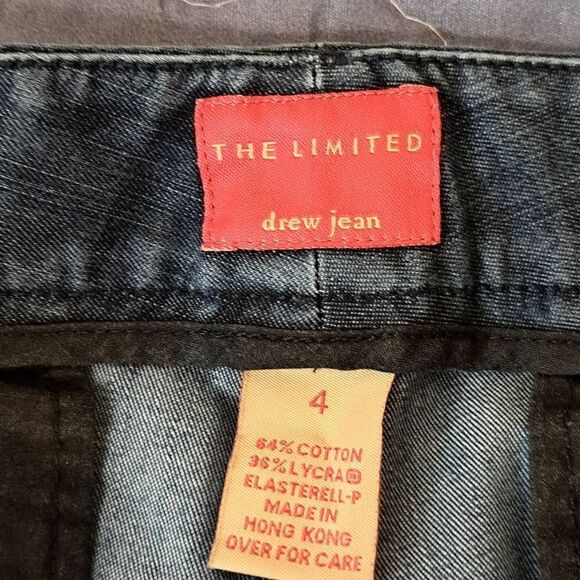 THE LIMITED
drew jean
4
64% COTTON
36% LYCRA®
ELASTERELL-P
MADE IN
HONG KONG
OVER FOR CARE